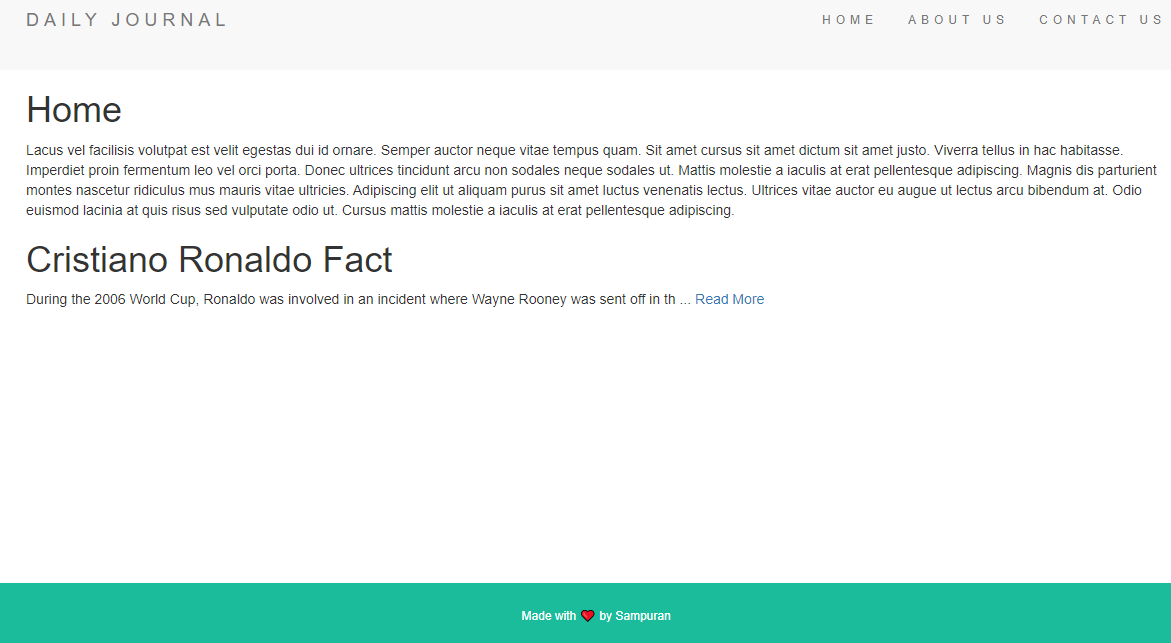 DAILY JOURNAL
HOME ABOUT US CONTACT US
Home
Lacus vel facilisis volutpat est velit egestas dui id ornare. Semper auctor neque vitae tempus quam. Sit amet cursus sit amet dictum sit amet justo. Viverra tellus in hac habitasse.
Imperdiet proin fermentum leo vel orci porta. Donec ultrices tincidunt arcu non sodales neque sodales ut. Mattis molestie a iaculis at erat pellentesque adipiscing. Magnis dis parturient
montes nascetur ridiculus mus mauris vitae ultricies. Adipiscing elit ut aliquam purus sit amet luctus venenatis lectus. Ultrices vitae auctor eu augue ut lectus arcu bibendum at. Odio
euismod lacinia at quis risus sed vulputate odio ut. Cursus mattis molestie a iaculis at erat pellentesque adipiscing.
Cristiano Ronaldo Fact
During the 2006 World Cup, Ronaldo was involved in an incident where Wayne Rooney was sent off in th ... Read More
Made with ❤ by Sampuran